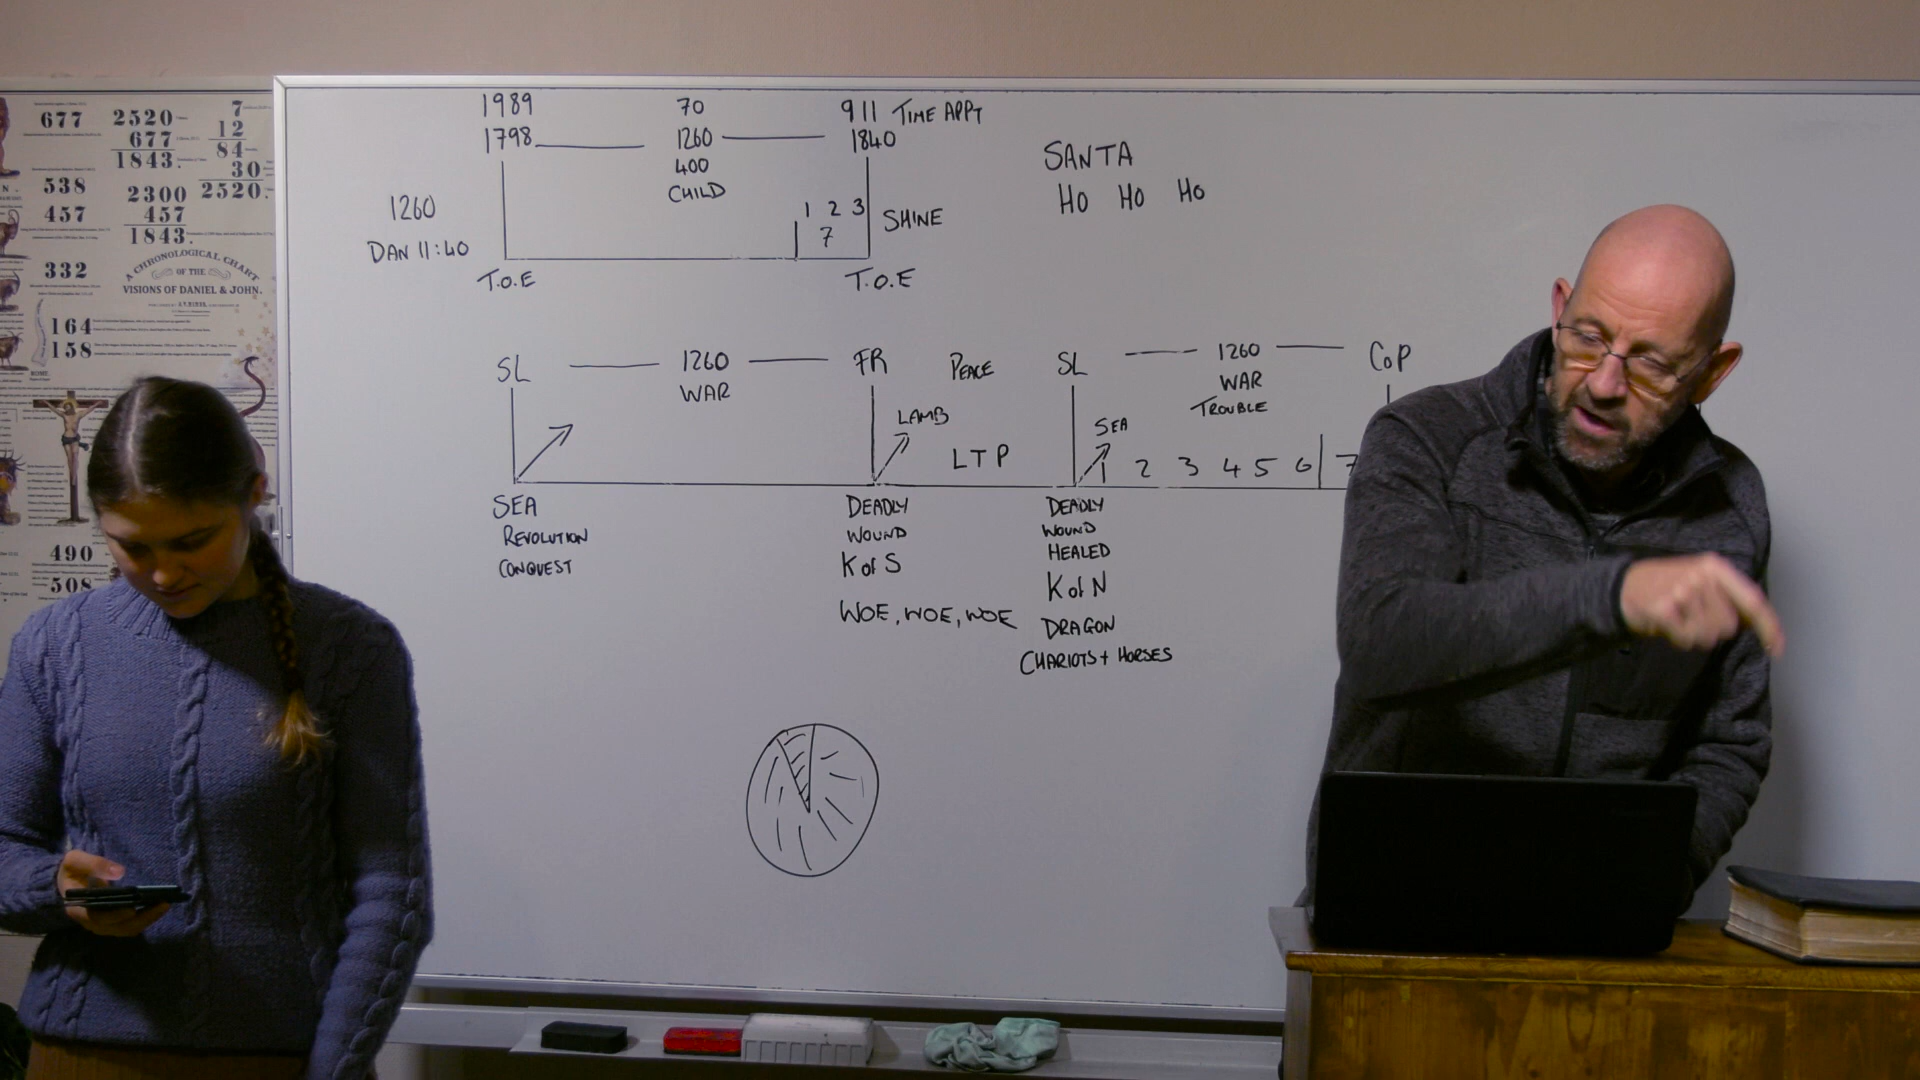 677
2520
677
1843.
7
12
84
30
2520.
538
457
2300
457
1843.
332
A CHRONOLOGICAL CHART
OF THE
VISIONS OF DANIEL & JOHN.
164
158
490
508
1989 70 911 TIME APPT
1798 1260 1840
400
CHILD
1260
DAN 11:40
1 2 3
7
SHINE
T.O.E T.O.E
SANTA
HO HO HO
SL 1260 FR PEACE SL 1260 COP
WAR WAR
TROUBLE
LAMB
SEA
LTP
1 2 3 4 5 6 7
SEA
REVOLUTION
CONQUEST
DEADLY
WOUND
K of S
WOE, WOE, WOE
DEADLY
WOUND
HEALED
K of N
DRAGON
CHARIOTS + HORSES